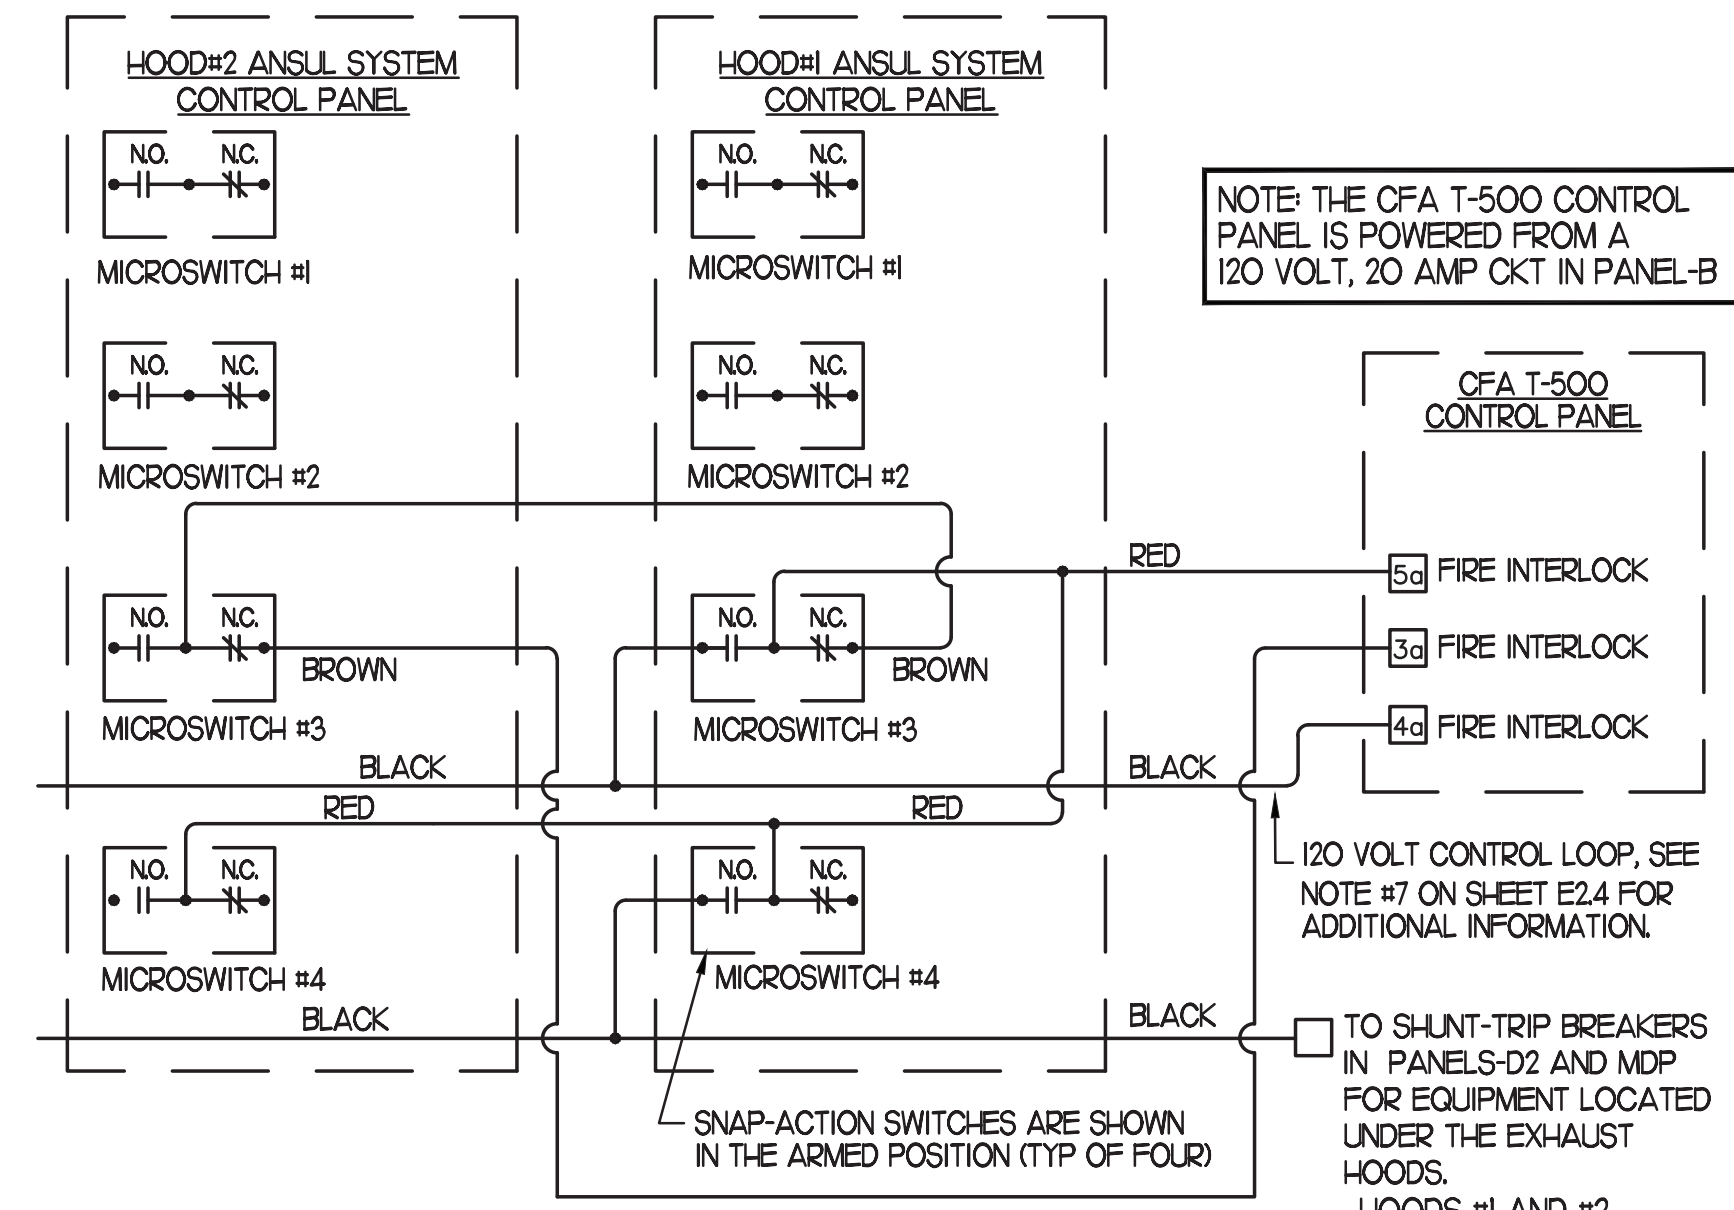 HOOD#2 ANSUL SYSTEM
CONTROL PANEL
N.O. N.C.
MICROSWITCH #1
N.O. N.C.
MICROSWITCH #2
N.O. N.C.
BROWN
MICROSWITCH #3
BLACK
RED
N.O. N.C.
MICROSWITCH #4
BLACK
HOOD#1 ANSUL SYSTEM
CONTROL PANEL
N.O. N.C.
MICROSWITCH #1
N.O. N.C.
MICROSWITCH #2
N.O. N.C.
BROWN
MICROSWITCH #3
RED
N.O. N.C.
MICROSWITCH #4
SNAP-ACTION SWITCHES ARE SHOWN
IN THE ARMED POSITION (TYP OF FOUR)
RED
BLACK
BLACK
NOTE: THE CFA T-500 CONTROL
PANEL IS POWERED FROM A
120 VOLT, 20 AMP CKT IN PANEL-B
CFA T-500
CONTROL PANEL
5a FIRE INTERLOCK
3a FIRE INTERLOCK
4a FIRE INTERLOCK
120 VOLT CONTROL LOOP, SEE
NOTE #7 ON SHEET E2.4 FOR
ADDITIONAL INFORMATION.
TO SHUNT-TRIP BREAKERS
IN PANELS-D2 AND MDP
FOR EQUIPMENT LOCATED
UNDER THE EXHAUST
HOODS.
HOODS #1 AND #2